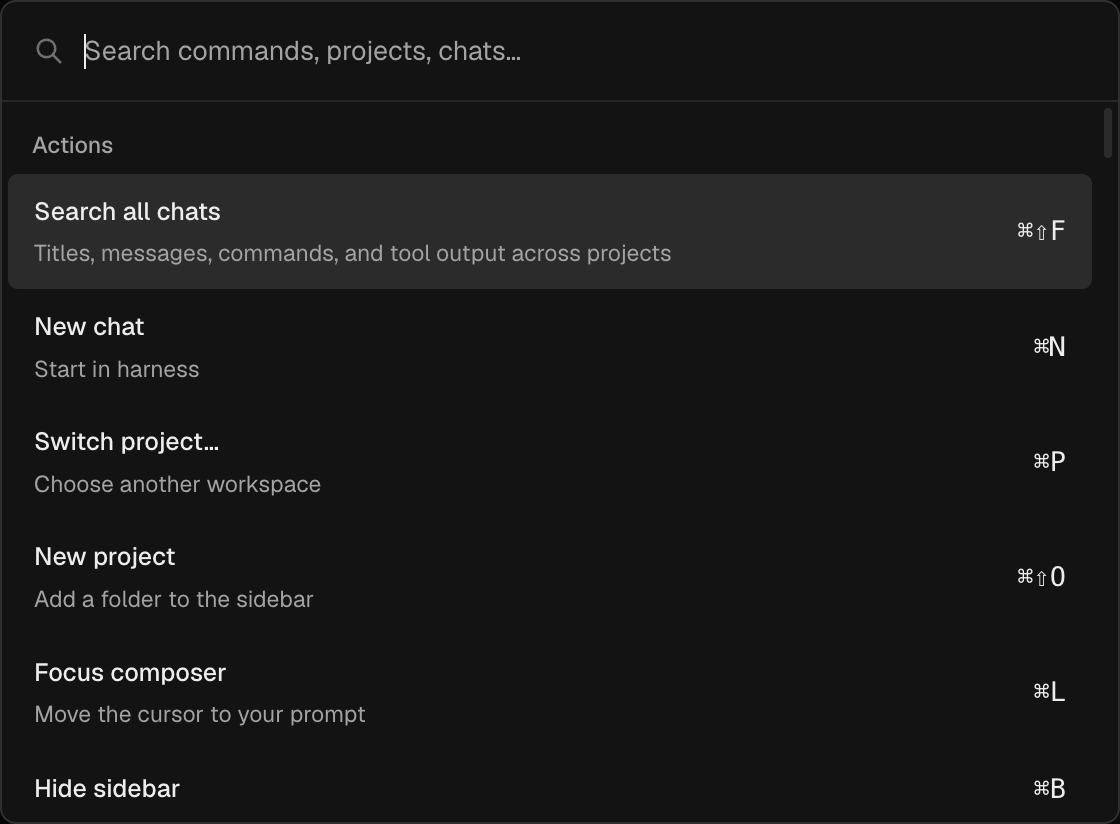 Search commands, projects, chats…
Actions
Search all chats
Titles, messages, commands, and tool output across projects
⌘⇧F
New chat
Start in harness
⌘N
Switch project…
Choose another workspace
⌘P
New project
Add a folder to the sidebar
⌘⇧O
Focus composer
Move the cursor to your prompt
⌘L
Hide sidebar
⌘B